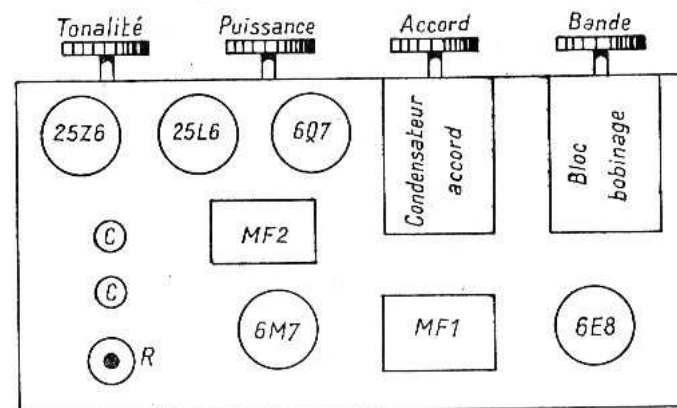 Tonalité
Puissance
Accord
Bande
25Z6
25L6
6Q7
Condensateur
accord
Bloc
bobinage
C
MF2
C
6M7
MF1
6E8
R